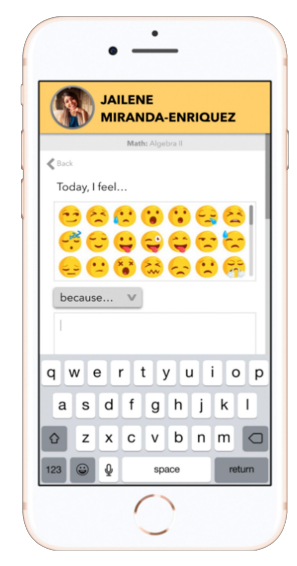 JAILENE
MIRANDA-ENRIQUEZ
Math: Algebra II
Back
Today, I feel...
because...
q w e r t y u i o p
a s d f g h j k l
z x c v b n m
123 space return